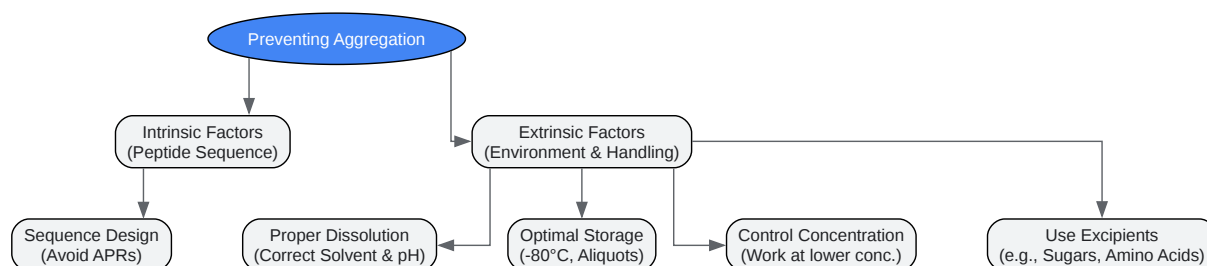 Preventing Aggregation
Intrinsic Factors
(Peptide Sequence)
Extrinsic Factors
(Environment & Handling)
Sequence Design
(Avoid APRs)
Proper Dissolution
(Correct Solvent & pH)
Optimal Storage
(-80°C, Aliquots)
Control Concentration
(Work at lower conc.)
Use Excipients
(e.g., Sugars, Amino Acids)